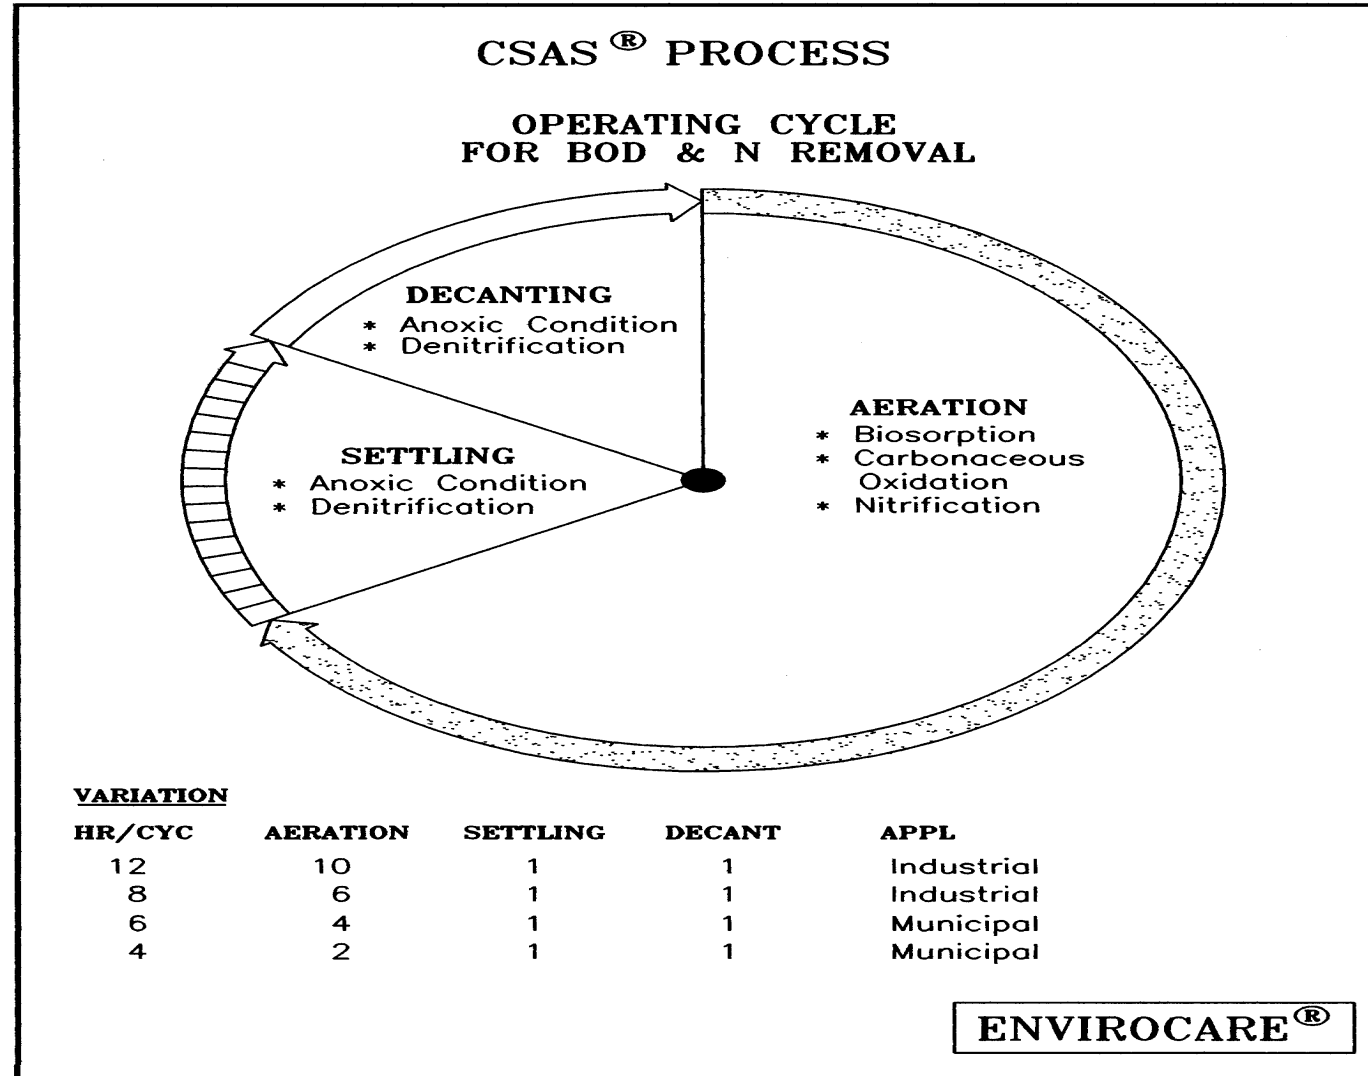 CSAS ® PROCESS
OPERATING CYCLE
FOR BOD & N REMOVAL
DECANTING
* Anoxic Condition
* Denitrification
AERATION
* Biosorption
* Carbonaceous
Oxidation
* Nitrification
SETTLING
* Anoxic Condition
* Denitrification
VARIATION
HR/CYC AERATION SETTLING DECANT APPL
12 10 1 1 Industrial
8 6 1 1 Industrial
6 4 1 1 Municipal
4 2 1 1 Municipal
ENVIROCARE®